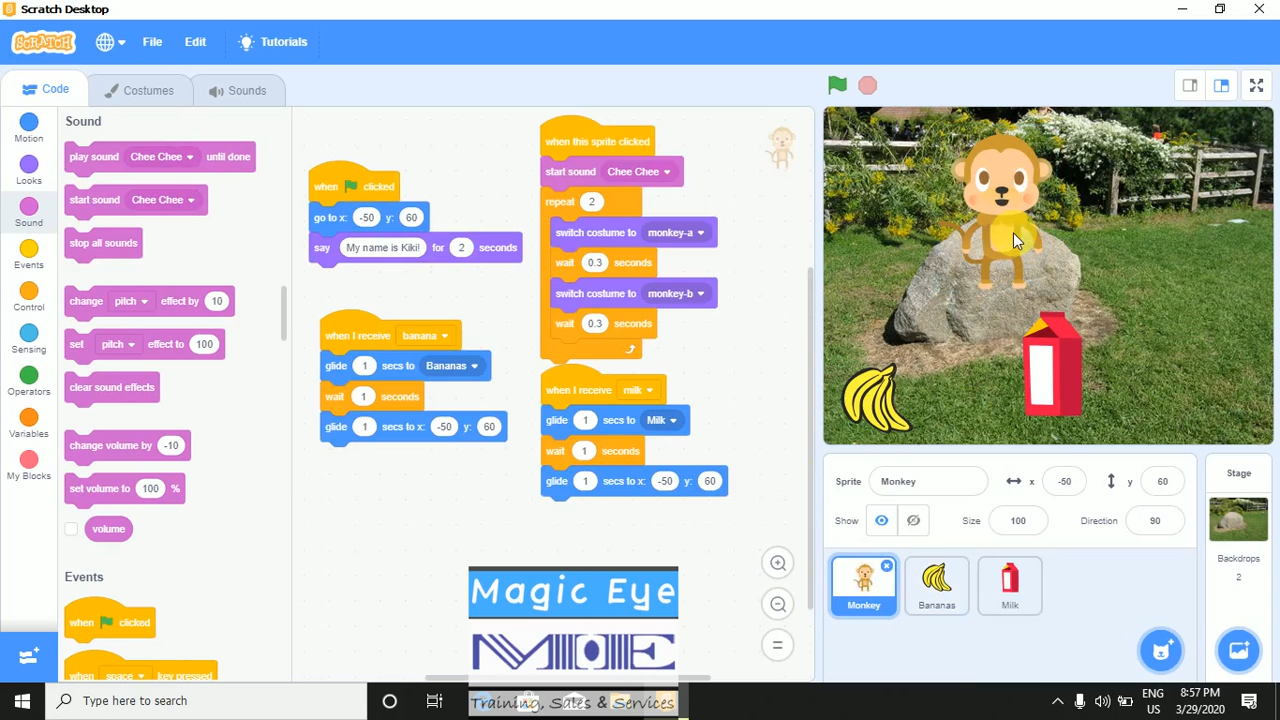 Scratch Desktop
SCRATCH File Edit Tutorials
Code Costumes Sounds
Motion
Looks
Sound
Events
Control
Sensing
Operators
Variables
My Blocks
Sound
play sound Chee Chee until done
start sound Chee Chee
stop all sounds
change pitch effect by 10
set pitch effect to 100
clear sound effects
change volume by -10
set volume to 100 %
volume
Events
when clicked
when space key pressed
when clicked
go to x: -50 y: 60
say My name is Kiki! for 2 seconds
when I receive banana
glide 1 secs to Bananas
wait 1 seconds
glide 1 secs to x: -50 y: 60
when this sprite clicked
start sound Chee Chee
repeat 2
switch costume to monkey-a
wait 0.3 seconds
switch costume to monkey-b
wait 0.3 seconds
when I receive milk
glide 1 secs to Milk
wait 1 seconds
glide 1 secs to x: -50 y: 60
Sprite Monkey x -50 y 60
Show Size 100 Direction 90
Monkey Bananas Milk
Stage
Backdrops
2
Magic Eye
MIE
Training, Sales & Services
Type here to search
ENG
US
8:57 PM
3/29/2020